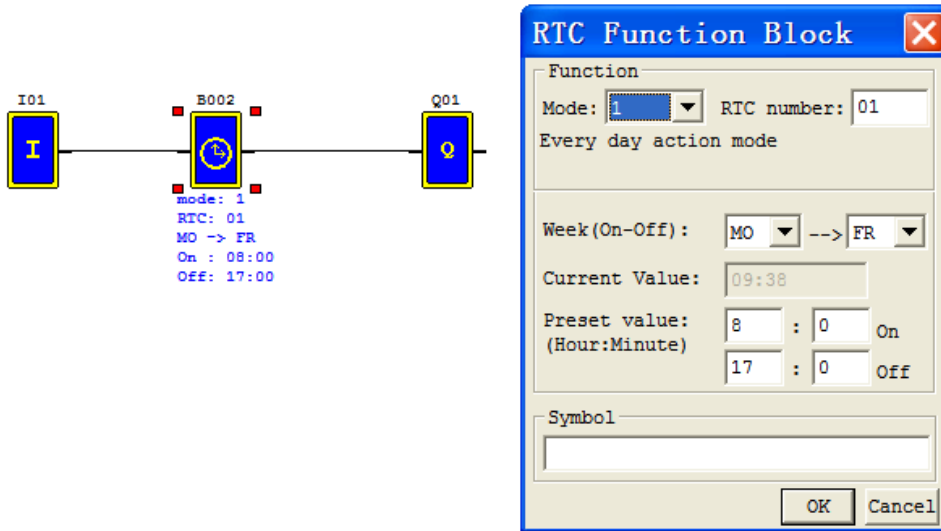 I01
B002
Q01
I
Q
mode: 1
RTC: 01
MO -> FR
On : 08:00
Off: 17:00
RTC Function Block
Function
Mode: 1 RTC number: 01
Every day action mode
Week(On-Off): MO --> FR
Current Value: 09:38
Preset value: 8 : 0 On
(Hour:Minute)
17 : 0 Off
Symbol
OK Cancel